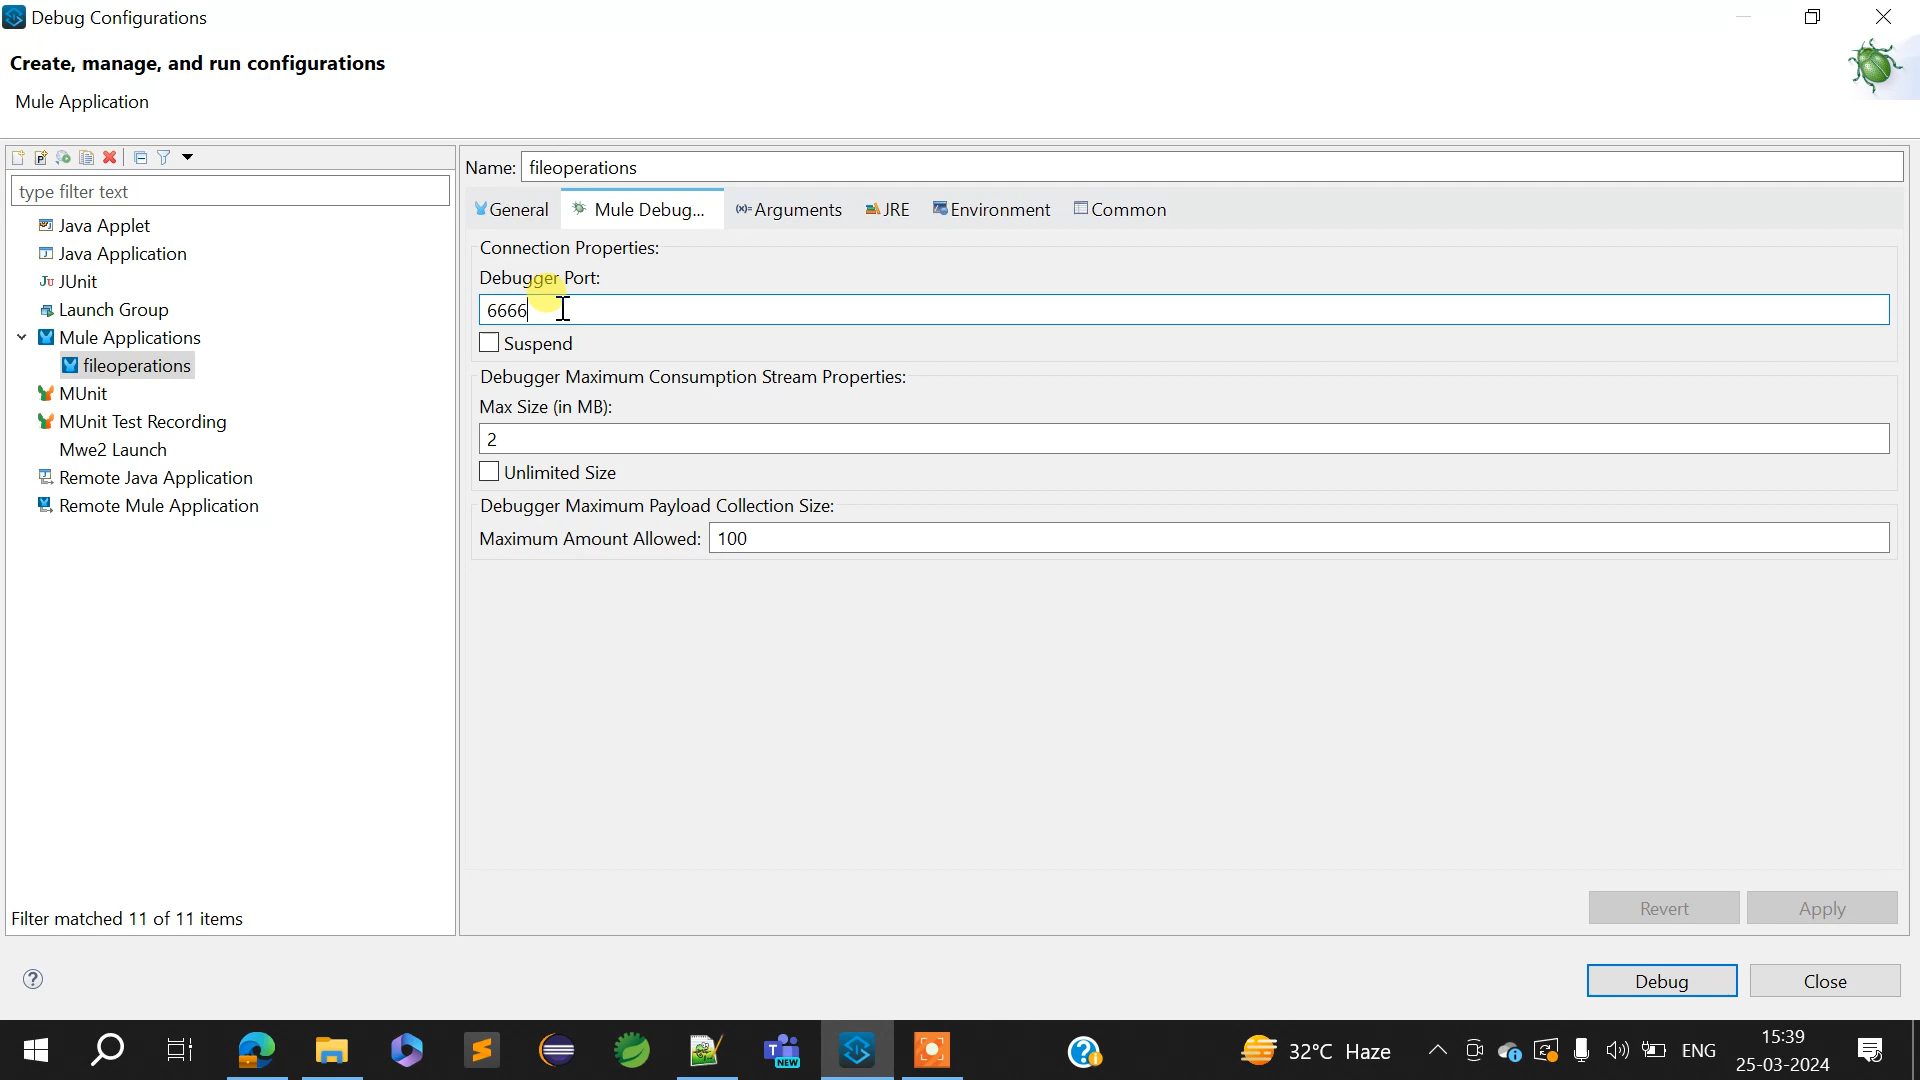 Debug Configurations
Create, manage, and run configurations
Mule Application
type filter text
Java Applet
Java Application
Ju JUnit
Launch Group
Mule Applications
fileoperations
MUnit
MUnit Test Recording
Mwe2 Launch
Remote Java Application
Remote Mule Application
Filter matched 11 of 11 items
Name: fileoperations
General Mule Debug... (x)= Arguments JRE Environment Common
Connection Properties:
Debugger Port:
6666
Suspend
Debugger Maximum Consumption Stream Properties:
Max Size (in MB):
2
Unlimited Size
Debugger Maximum Payload Collection Size:
Maximum Amount Allowed: 100
Revert Apply
Debug Close
NEW
32°C Haze
ENG
15:39
25-03-2024